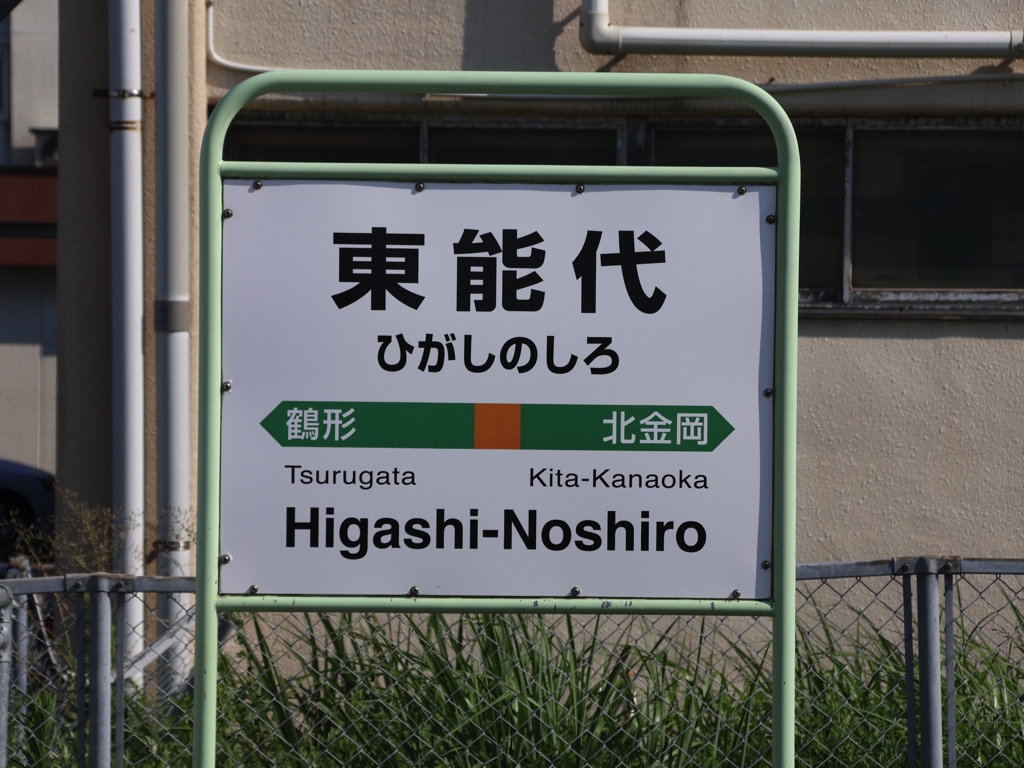 東能代
ひがしのしろ
鶴形 北金岡
Tsurugata Kita-Kanaoka
Higashi-Noshiro